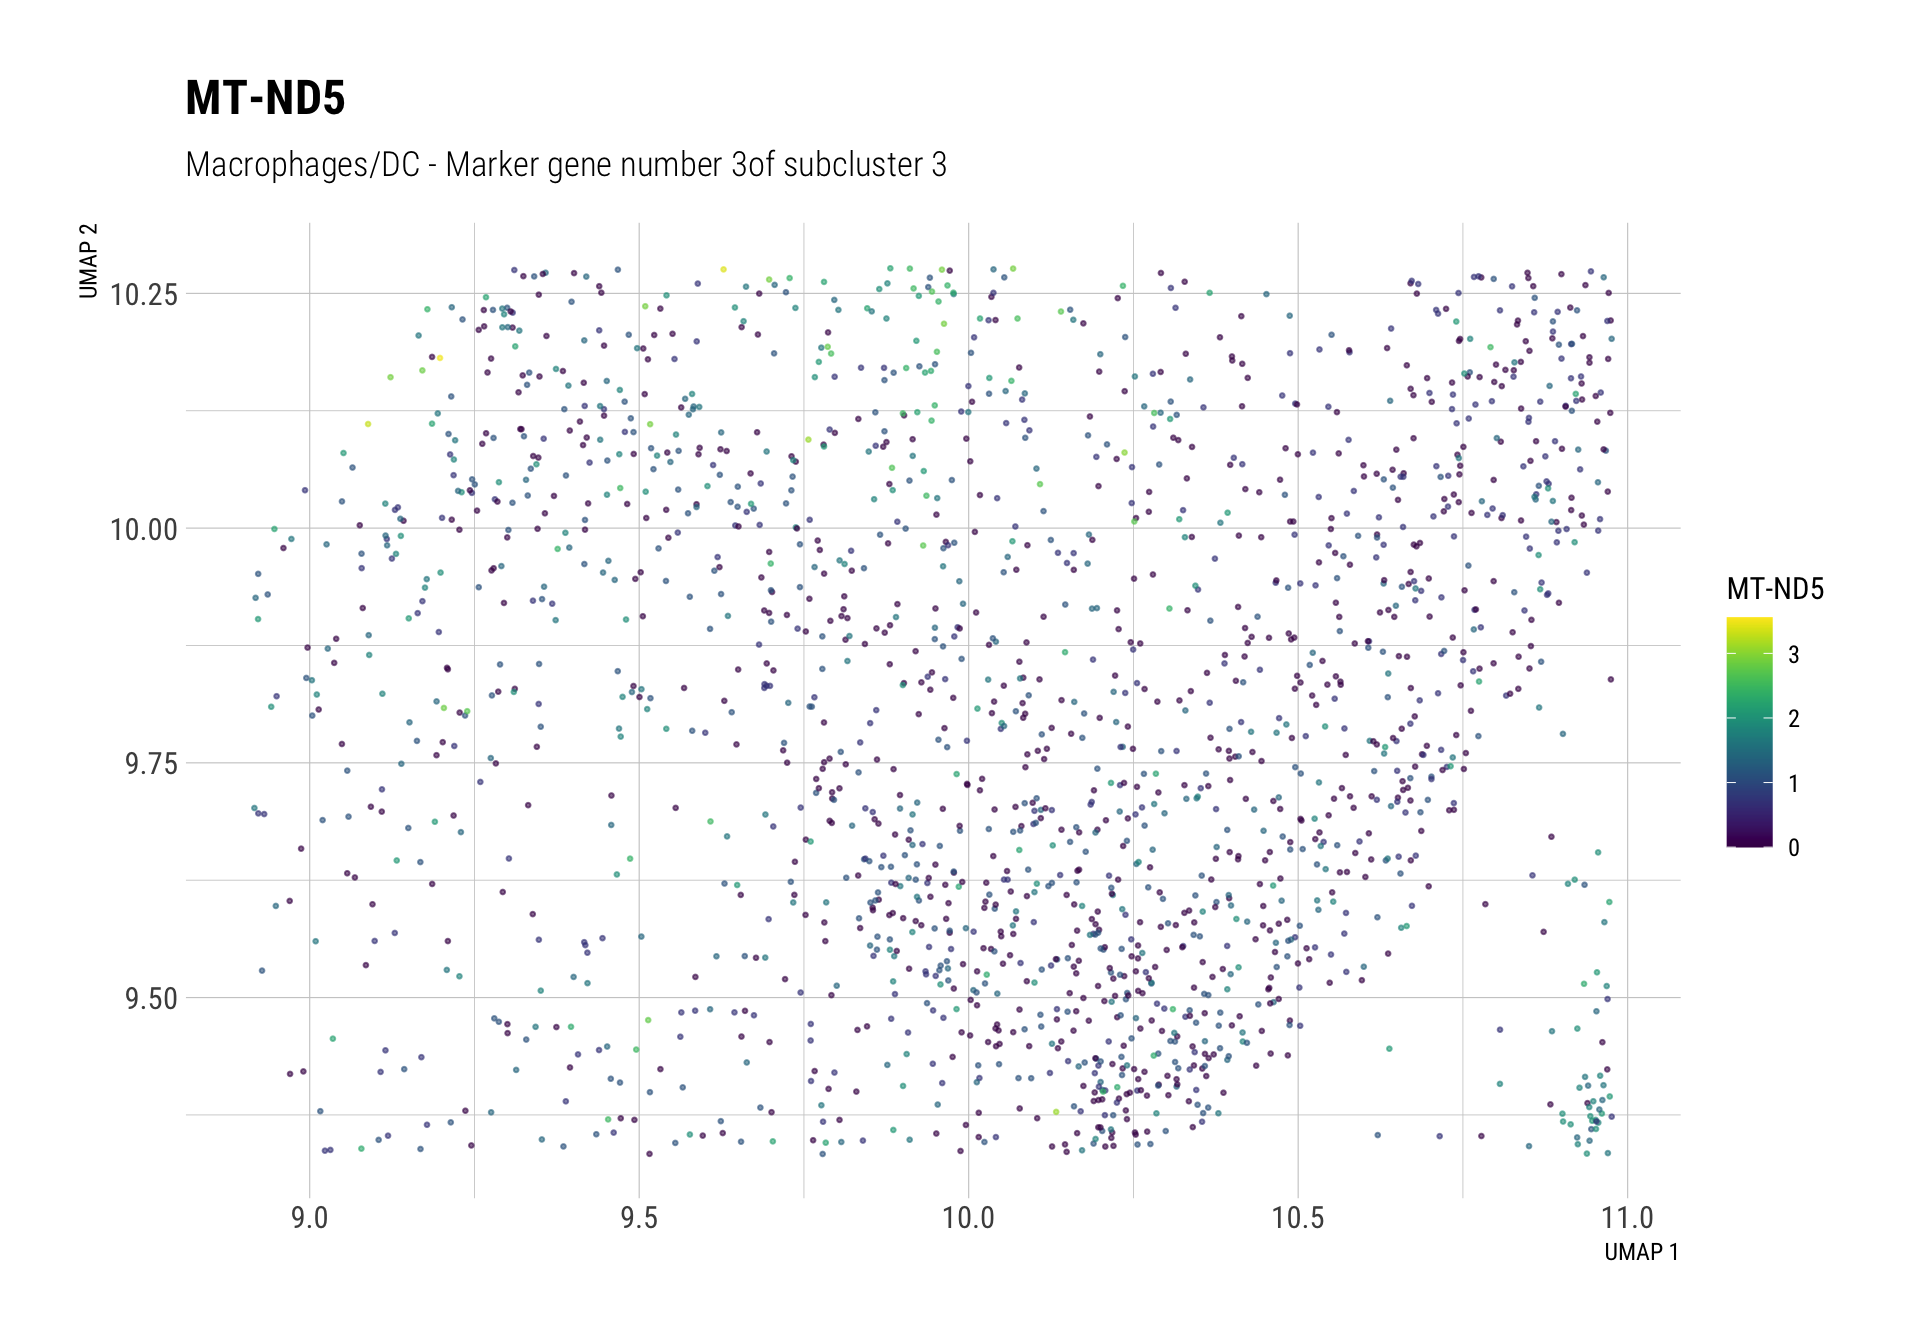 MT-ND5
Macrophages/DC - Marker gene number 3of subcluster 3
UMAP 2
10.25
10.00
9.75
9.50
9.0 9.5 10.0 10.5 11.0
UMAP 1
MT-ND5
3
2
1
0